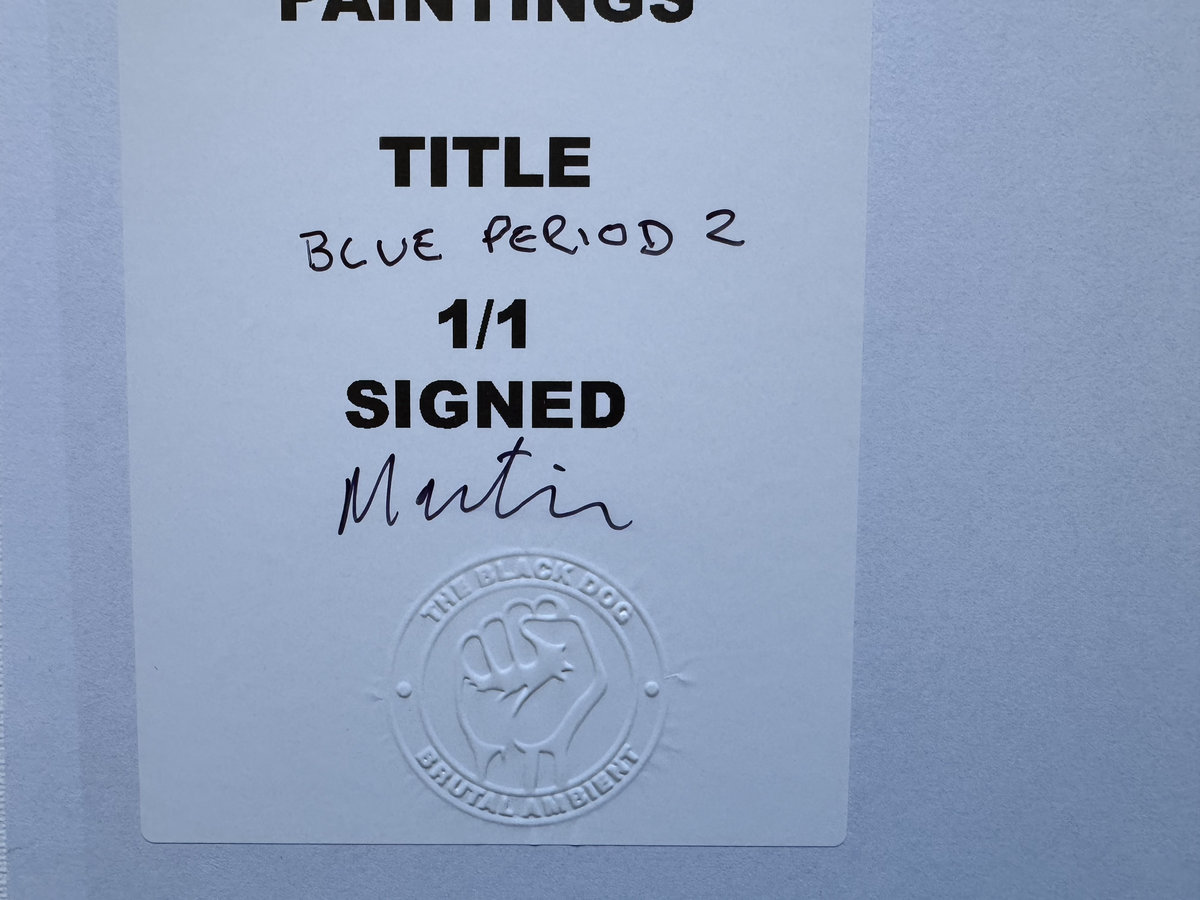 PAINTINGS
TITLE
BLUE PERIOD 2
1/1
SIGNED
Martin
THE BLACK DOG
BRUTAL AMBIENT